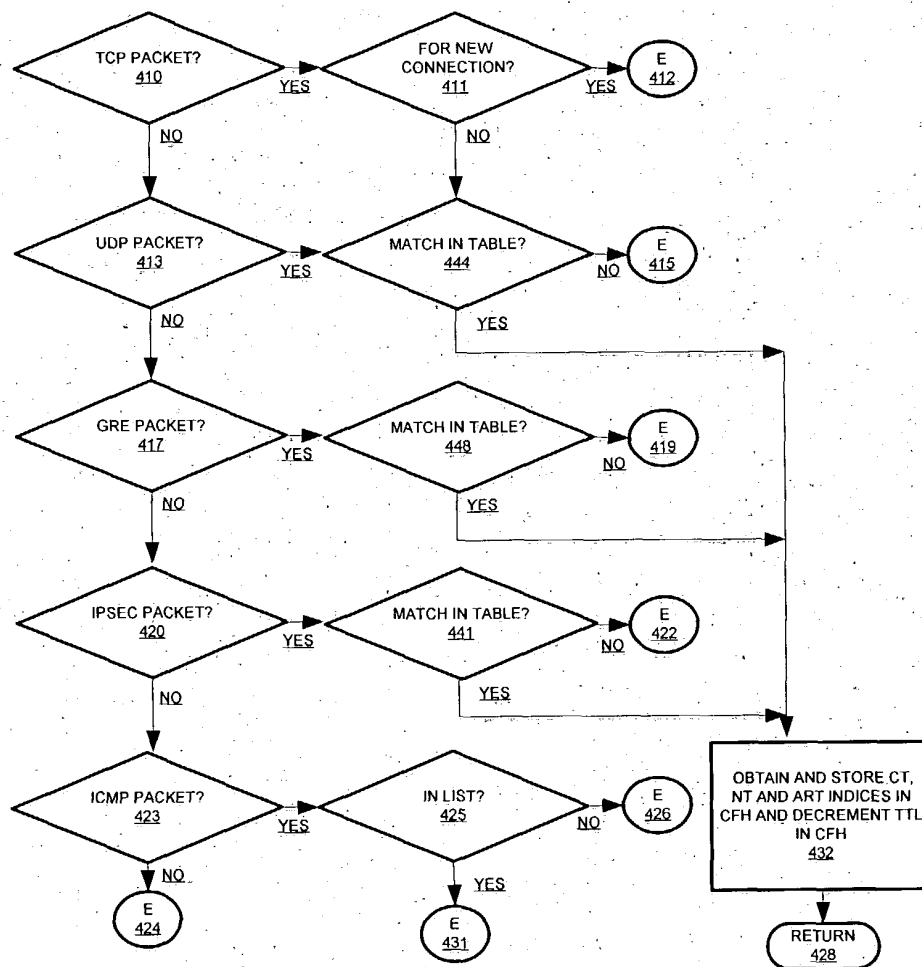 TCP PACKET?
410
YES
NO
FOR NEW
CONNECTION?
411
YES
NO
E
412
UDP PACKET?
413
YES
NO
MATCH IN TABLE?
444
NO
YES
E
415
GRE PACKET?
417
YES
NO
MATCH IN TABLE?
448
NO
YES
E
419
IPSEC PACKET?
420
YES
NO
MATCH IN TABLE?
441
NO
YES
E
422
ICMP PACKET?
423
YES
NO
IN LIST?
425
NO
YES
E
426
E
424
E
431
OBTAIN AND STORE CT,
NT AND ART INDICES IN
CFH AND DECREMENT TTL
IN CFH
432
RETURN
428